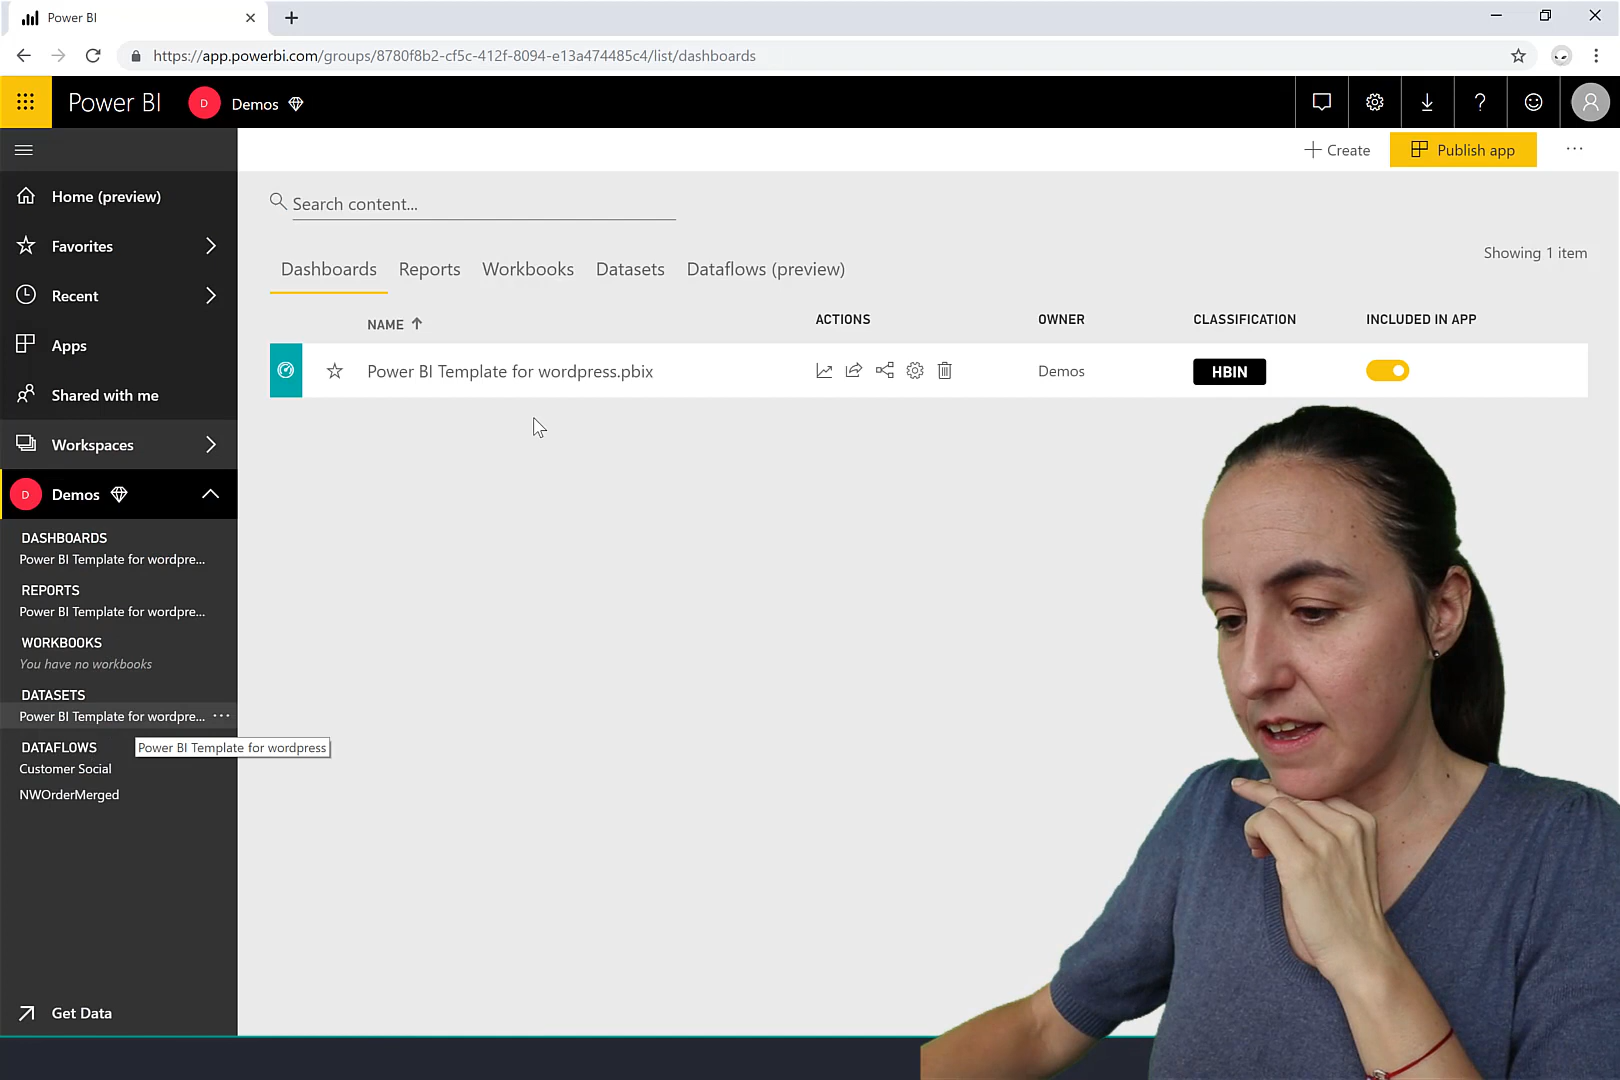 Power BI
https://app.powerbi.com/groups/8780f8b2-cf5c-412f-8094-e13a474485c4/list/dashboards
Power BI D Demos
+ Create Publish app ...
Home (preview)
Favorites
Recent
Apps
Shared with me
Workspaces
D Demos
DASHBOARDS
Power BI Template for wordpre...
REPORTS
Power BI Template for wordpre...
WORKBOOKS
You have no workbooks
DATASETS
Power BI Template for wordpre... ...
DATAFLOWS
Power BI Template for wordpress
Customer Social
NWOrderMerged
Get Data
Search content...
Showing 1 item
Dashboards Reports Workbooks Datasets Dataflows (preview)
NAME ACTIONS OWNER CLASSIFICATION INCLUDED IN APP
Power BI Template for wordpress.pbix Demos HBIN